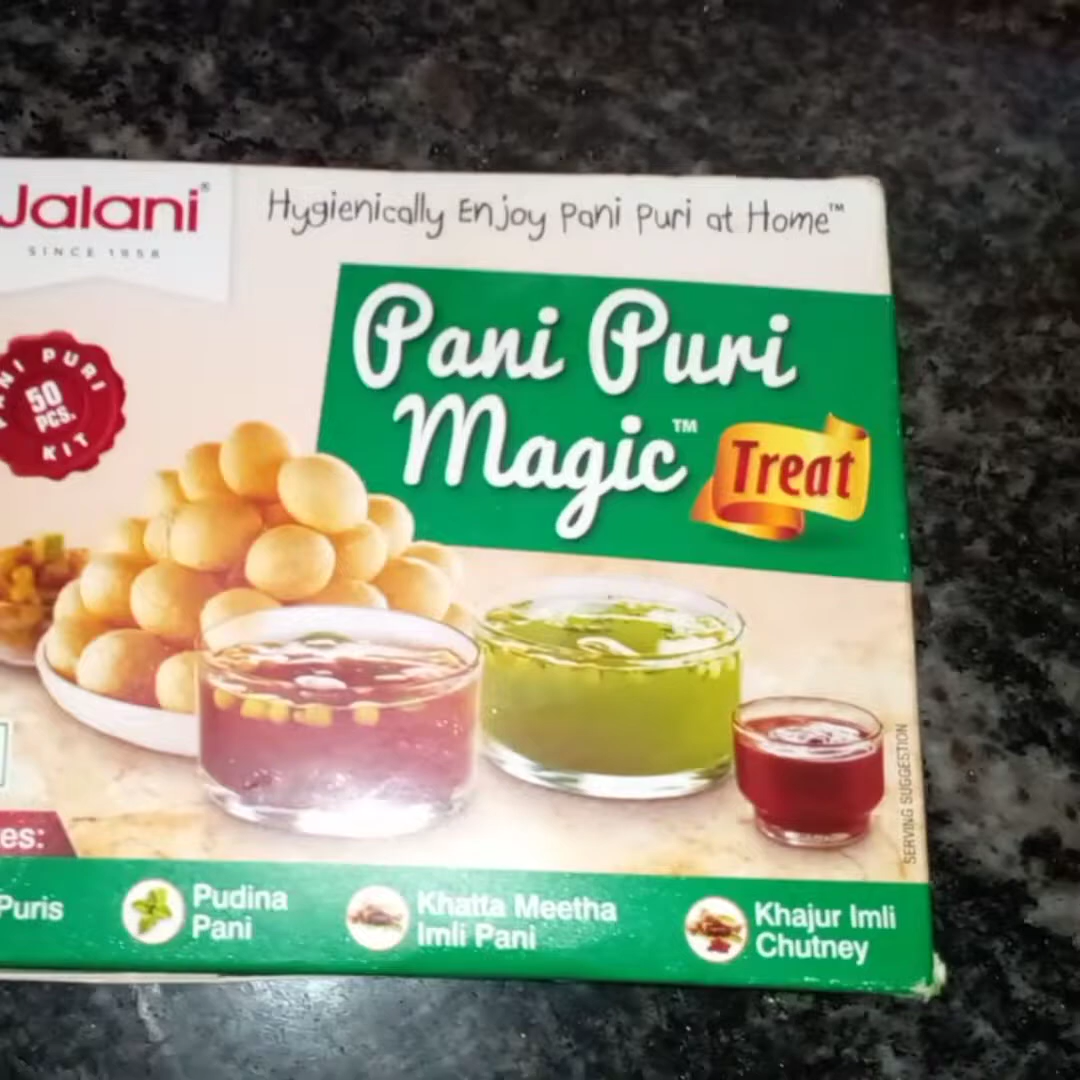 Jalani®
SINCE 1958
Hygienically Enjoy Pani Puri at Home™
PANI PURI
50
PCS.
KIT
Pani Puri
Magic™
Treat
SERVING SUGGESTION
es:
Puris
Pudina
Pani
Khatta Meetha
Imli Pani
Khajur Imli
Chutney